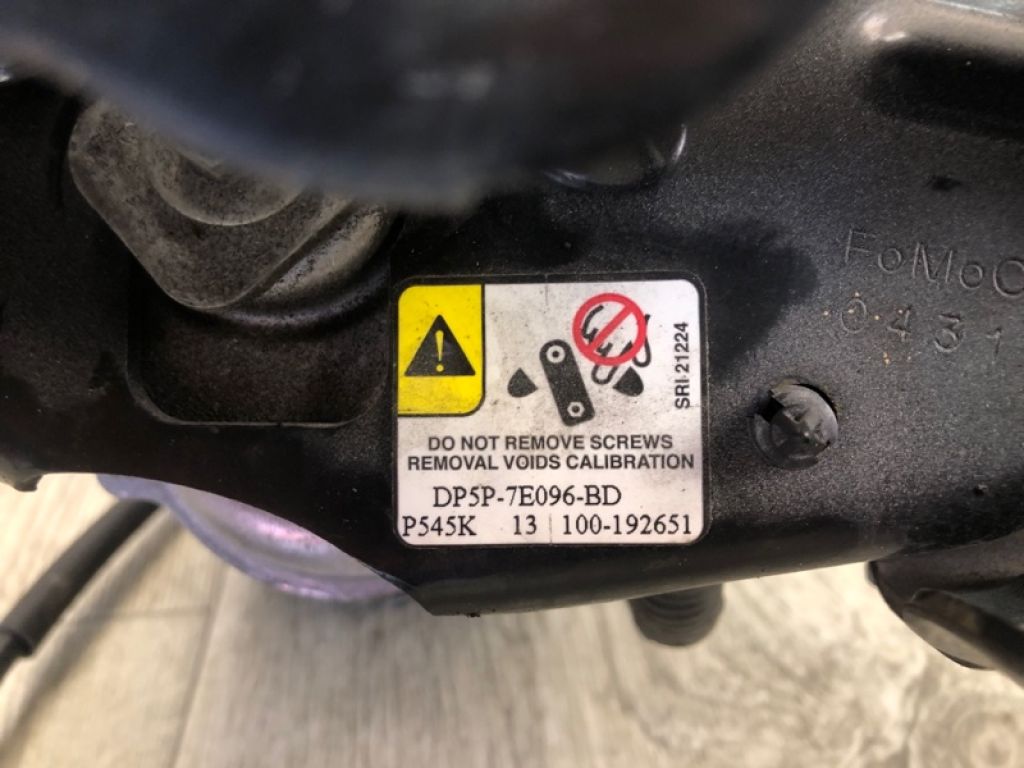 FoMoC
0431
SRI 21224
DO NOT REMOVE SCREWS
REMOVAL VOIDS CALIBRATION
DP5P-7E096-BD
P545K 13 100-192651